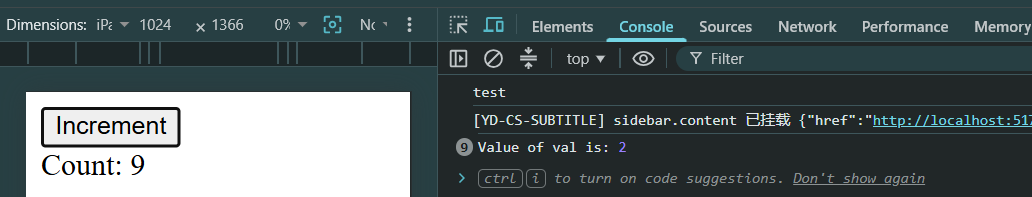 Dimensions: iPa 1024 × 1366 0% No
Elements Console Sources Network Performance Memory
top Filter
Increment
Count: 9
test
[YD-CS-SUBTITLE] sidebar.content 已挂载 {"href":"http://localhost:517
9 Value of val is: 2
ctrl i to turn on code suggestions. Don't show again